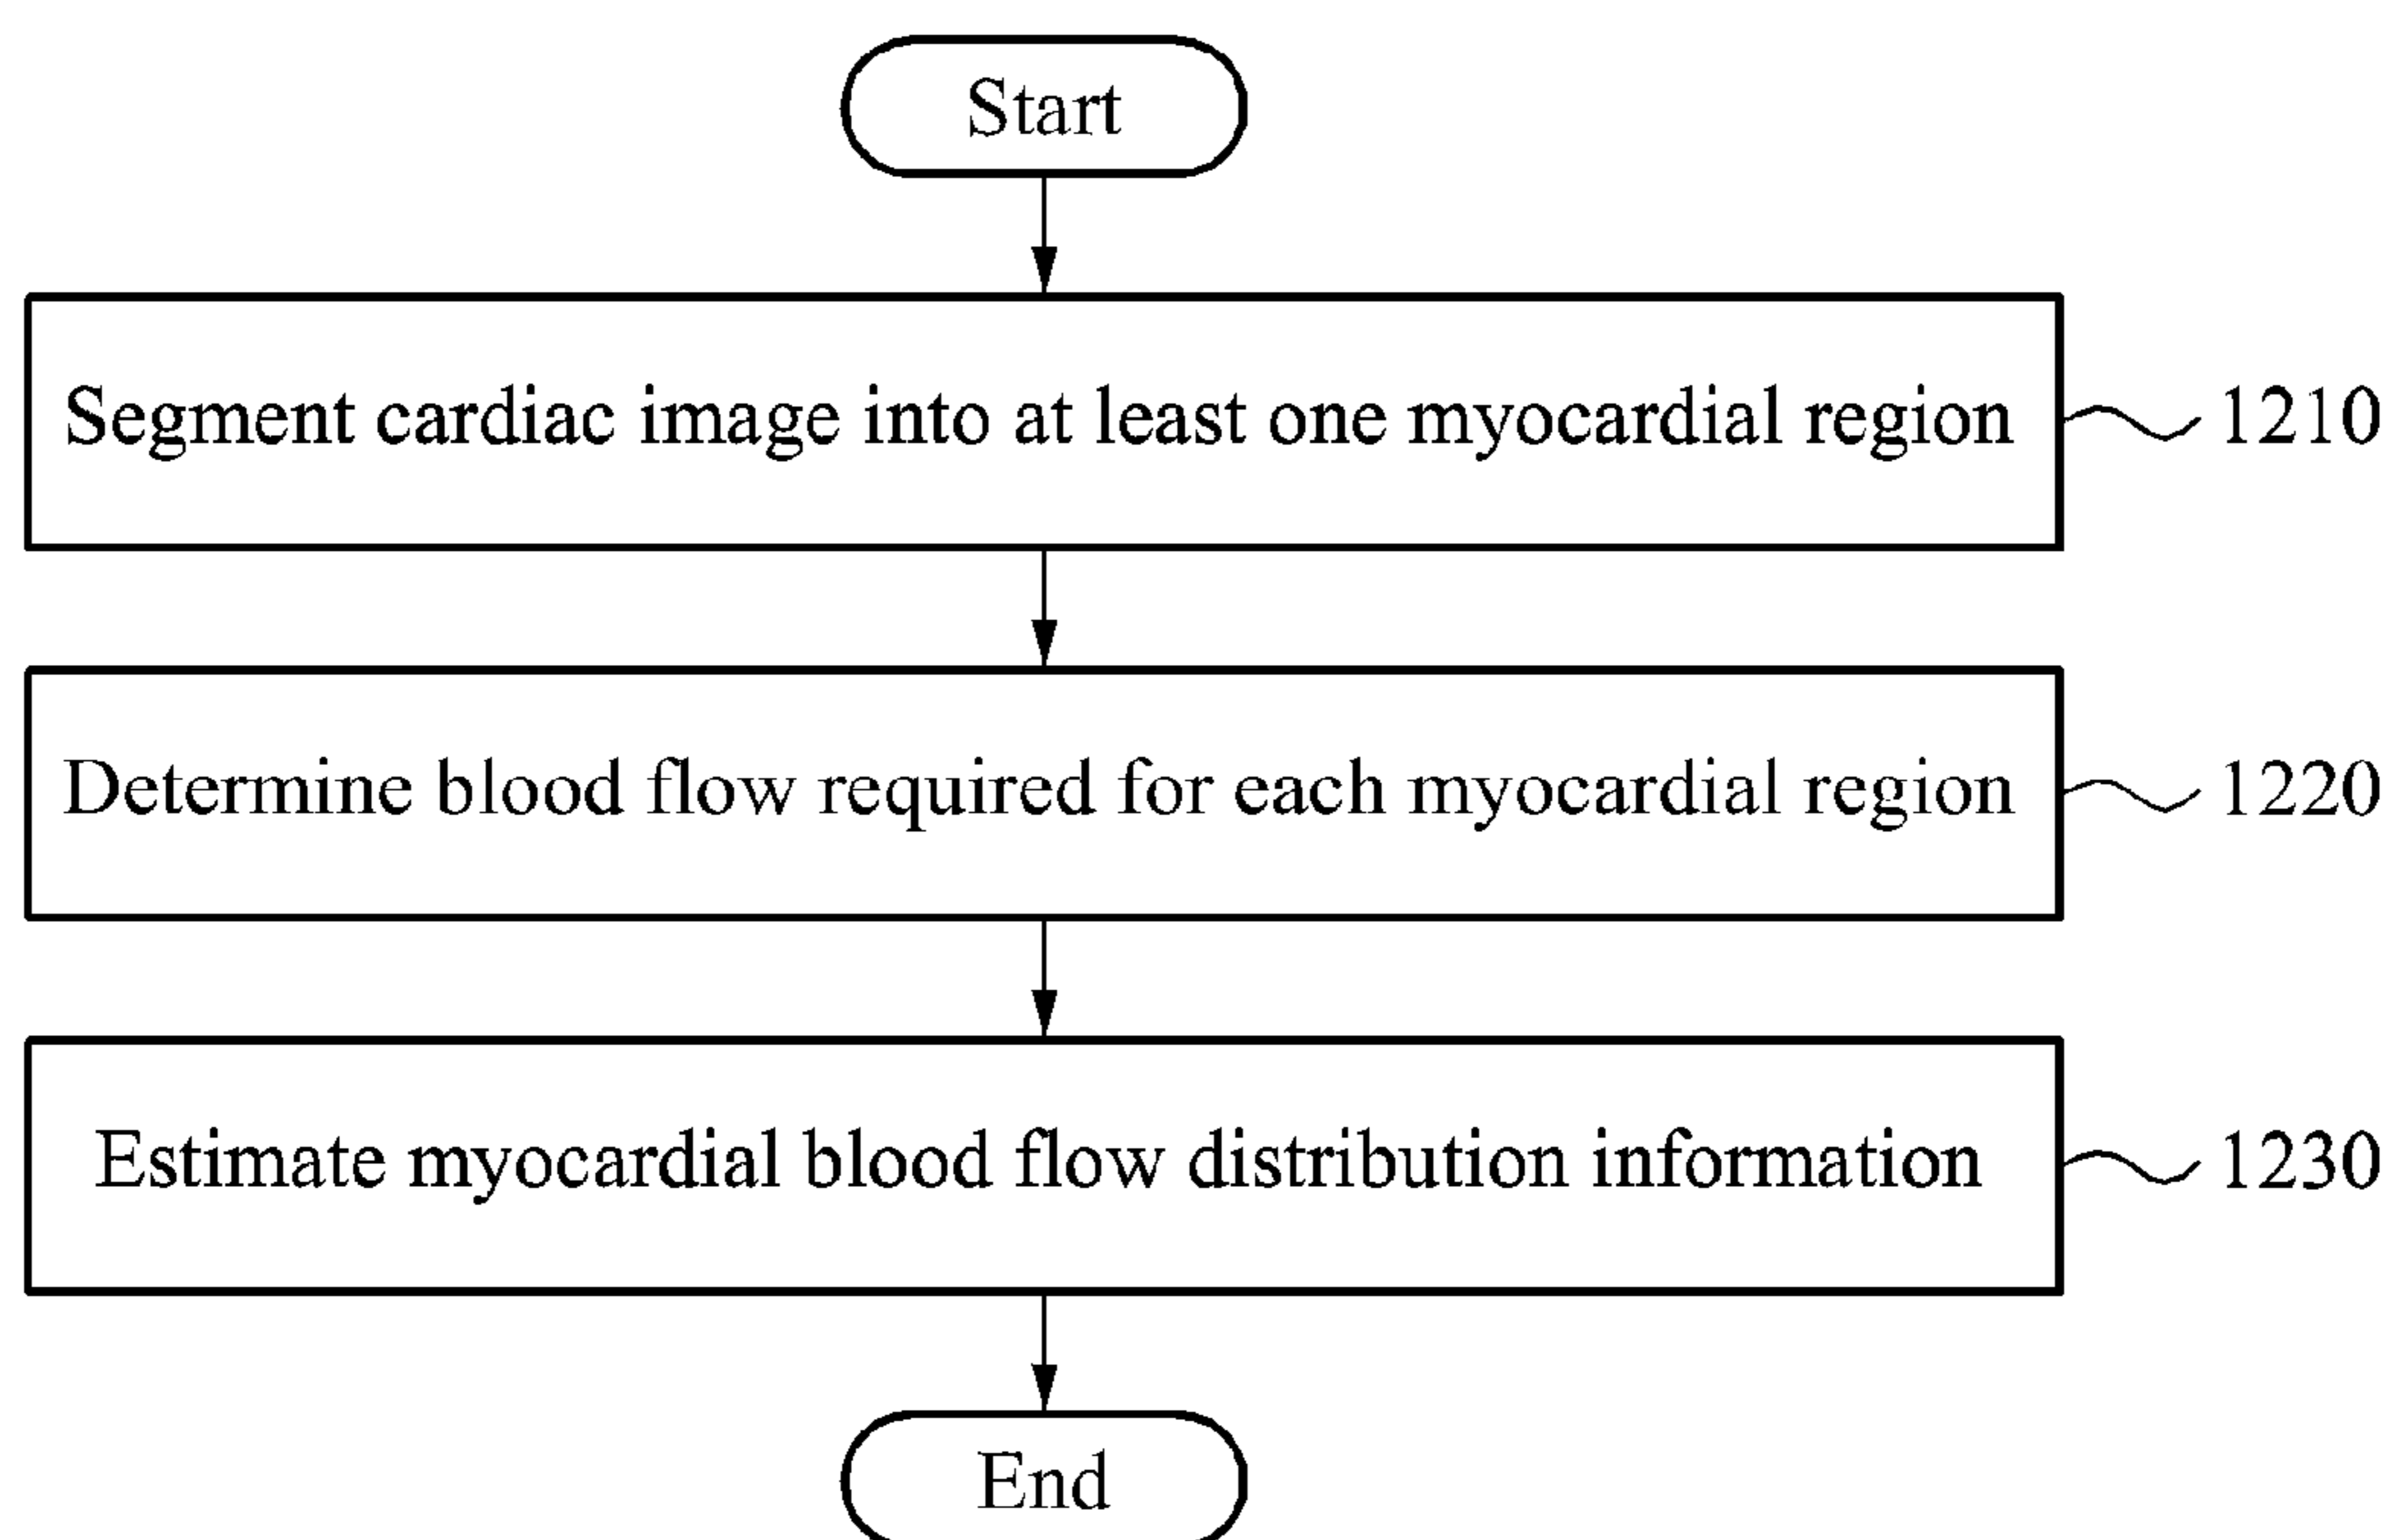 Start
Segment cardiac image into at least one myocardial region
1210
Determine blood flow required for each myocardial region
1220
Estimate myocardial blood flow distribution information
1230
End